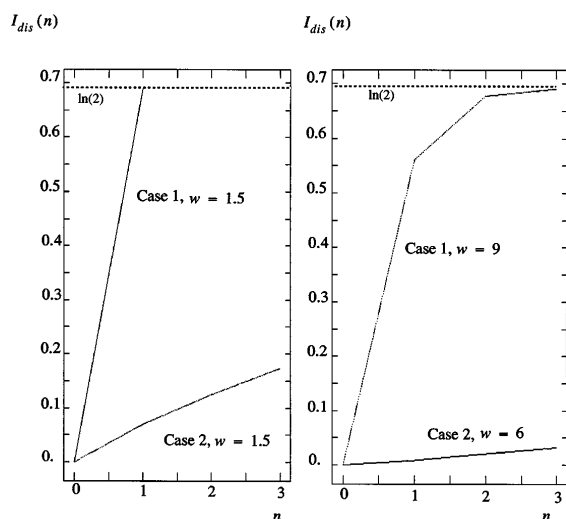 I_dis(n)
0.7
ln(2)
0.6
0.5
Case 1, w = 1.5
0.4
0.3
0.2
0.1
Case 2, w = 1.5
0.
0 1 2 3
n
I_dis(n)
0.7
ln(2)
0.6
0.5
0.4
Case 1, w = 9
0.3
0.2
0.1
Case 2, w = 6
0.
0 1 2 3
n